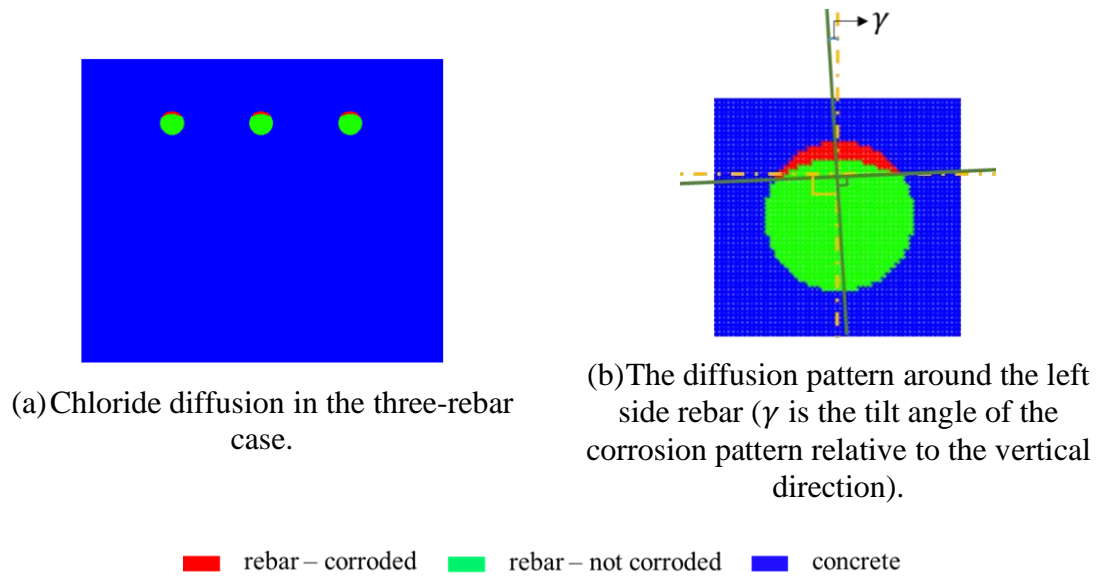 γ
(a) Chloride diffusion in the three-rebar
case.
(b) The diffusion pattern around the left
side rebar (γ is the tilt angle of the
corrosion pattern relative to the vertical
direction).
rebar – corroded
rebar – not corroded
concrete